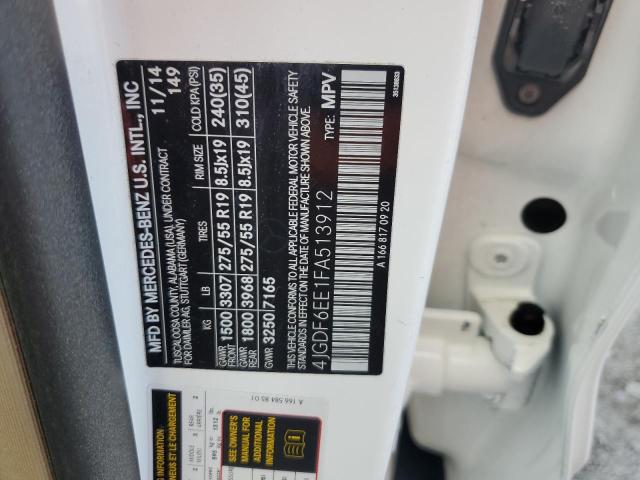 MFD BY MERCEDES-BENZ U.S. INTL., INC 11/14
TUSCALOOSA COUNTY, ALABAMA (USA) UNDER CONTRACT 149
FOR DAIMLER AG, STUTTGART (GERMANY)
KG LB TIRES RIM SIZE COLD KPA(PSI)
GAWR FRONT 1500 3307 275/55 R19 8.5Jx19 240(35)
GAWR REAR 1800 3968 275/55 R19 8.5Jx19 310(45)
GVWR 3250 7165
THIS VEHICLE CONFORMS TO ALL APPLICABLE FEDERAL MOTOR VEHICLE SAFETY
STANDARDS IN EFFECT ON THE DATE OF MANUFACTURE SHOWN ABOVE.
4JGDF6EE1FA513912 TYPE: MPV
A 166 817 09 20
A 166 584 85 01
SEE OWNER'S
MANUAL FOR
ADDITIONAL
INFORMATION